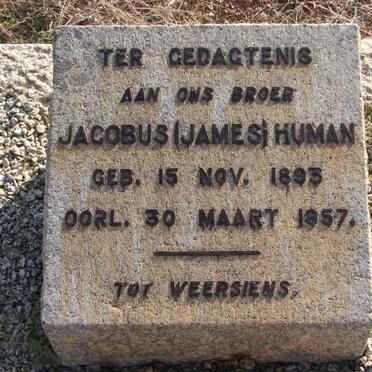 TER GEDAGTENIS
AAN ONS BROER
JACOBUS (JAMES) HUMAN
GEB. 15 NOV. 1893
OORL. 30 MAART 1957.
TOT WEERSIENS.